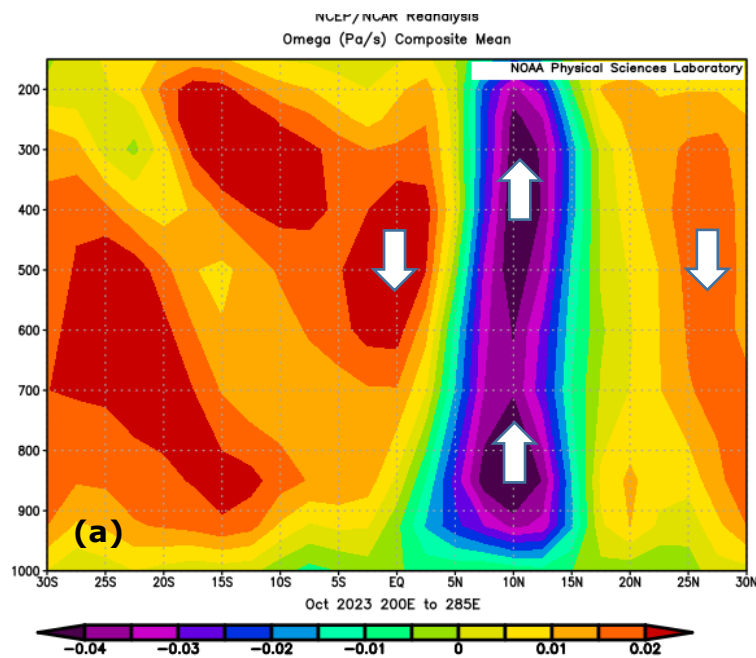 NCEP/NCAR Reanalysis
Omega (Pa/s) Composite Mean
NOAA Physical Sciences Laboratory
200
300
400
500
600
700
800
900
1000
(a)
30S 25S 20S 15S 10S 5S EQ 5N 10N 15N 20N 25N 30N
Oct 2023 200E to 285E
-0.04 -0.03 -0.02 -0.01 0 0.01 0.02